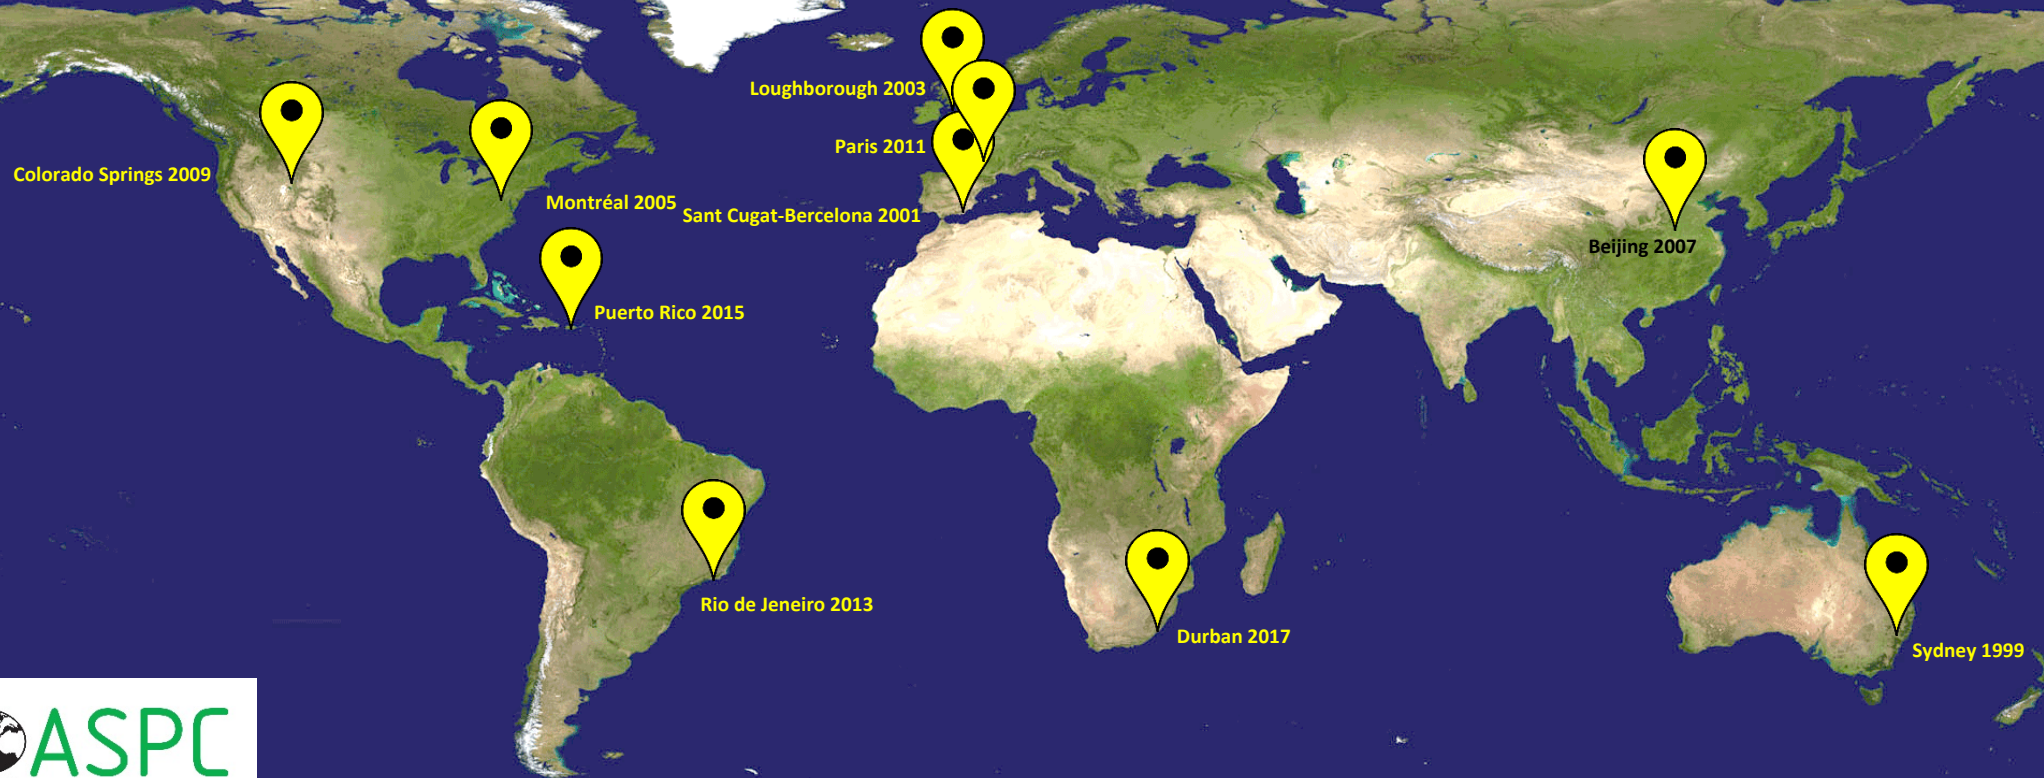 Loughborough 2003
Paris 2011
Colorado Springs 2009
Montréal 2005
Sant Cugat-Bercelona 2001
Beijing 2007
Puerto Rico 2015
Rio de Jeneiro 2013
Durban 2017
Sydney 1999
ASPC